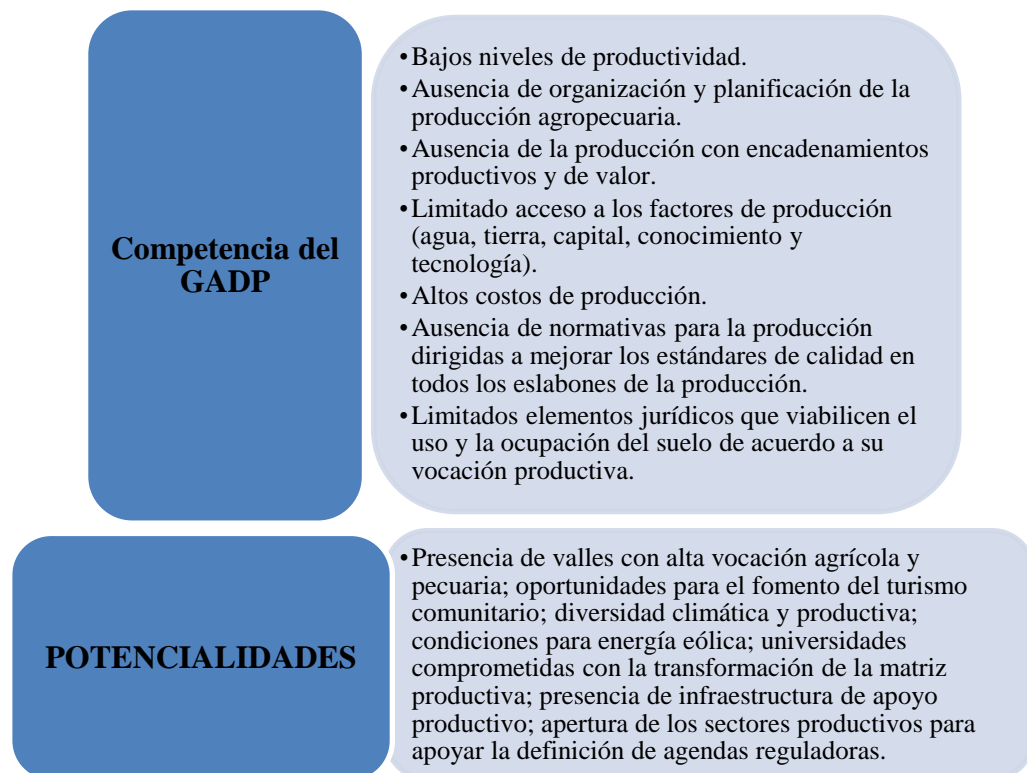 Competencia del
GADP
•Bajos niveles de productividad.
•Ausencia de organización y planificación de la
producción agropecuaria.
•Ausencia de la producción con encadenamientos
productivos y de valor.
•Limitado acceso a los factores de producción
(agua, tierra, capital, conocimiento y
tecnología).
•Altos costos de producción.
•Ausencia de normativas para la producción
dirigidas a mejorar los estándares de calidad en
todos los eslabones de la producción.
•Limitados elementos jurídicos que viabilicen el
uso y la ocupación del suelo de acuerdo a su
vocación productiva.
POTENCIALIDADES
•Presencia de valles con alta vocación agrícola y
pecuaria; oportunidades para el fomento del turismo
comunitario; diversidad climática y productiva;
condiciones para energía eólica; universidades
comprometidas con la transformación de la matriz
productiva; presencia de infraestructura de apoyo
productivo; apertura de los sectores productivos para
apoyar la definición de agendas reguladoras.